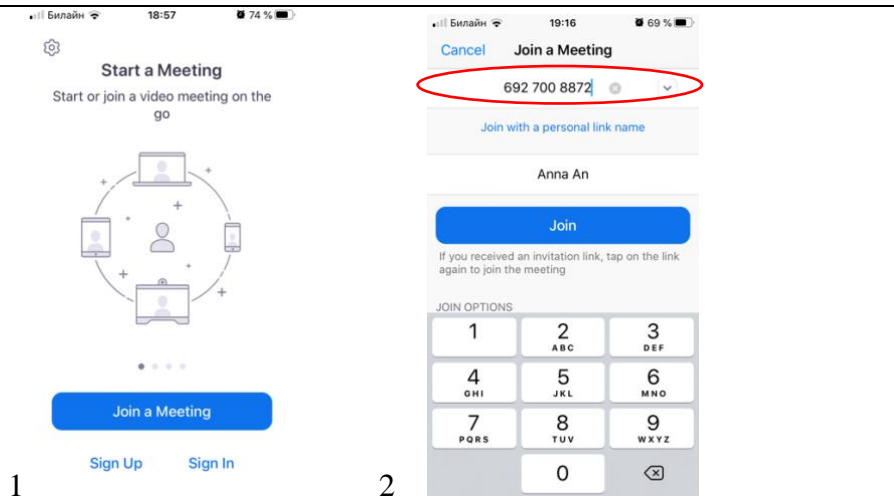 Билайн 18:57 74 %
Start a Meeting
Start or join a video meeting on the
go
Join a Meeting
Sign Up Sign In
1
Билайн 19:16 69 %
Cancel Join a Meeting
692 700 8872
Join with a personal link name
Anna An
Join
If you received an invitation link, tap on the link
again to join the meeting
JOIN OPTIONS
1 2 3
ABC DEF
4 5 6
GHI JKL MNO
7 8 9
PQRS TUV WXYZ
0
2